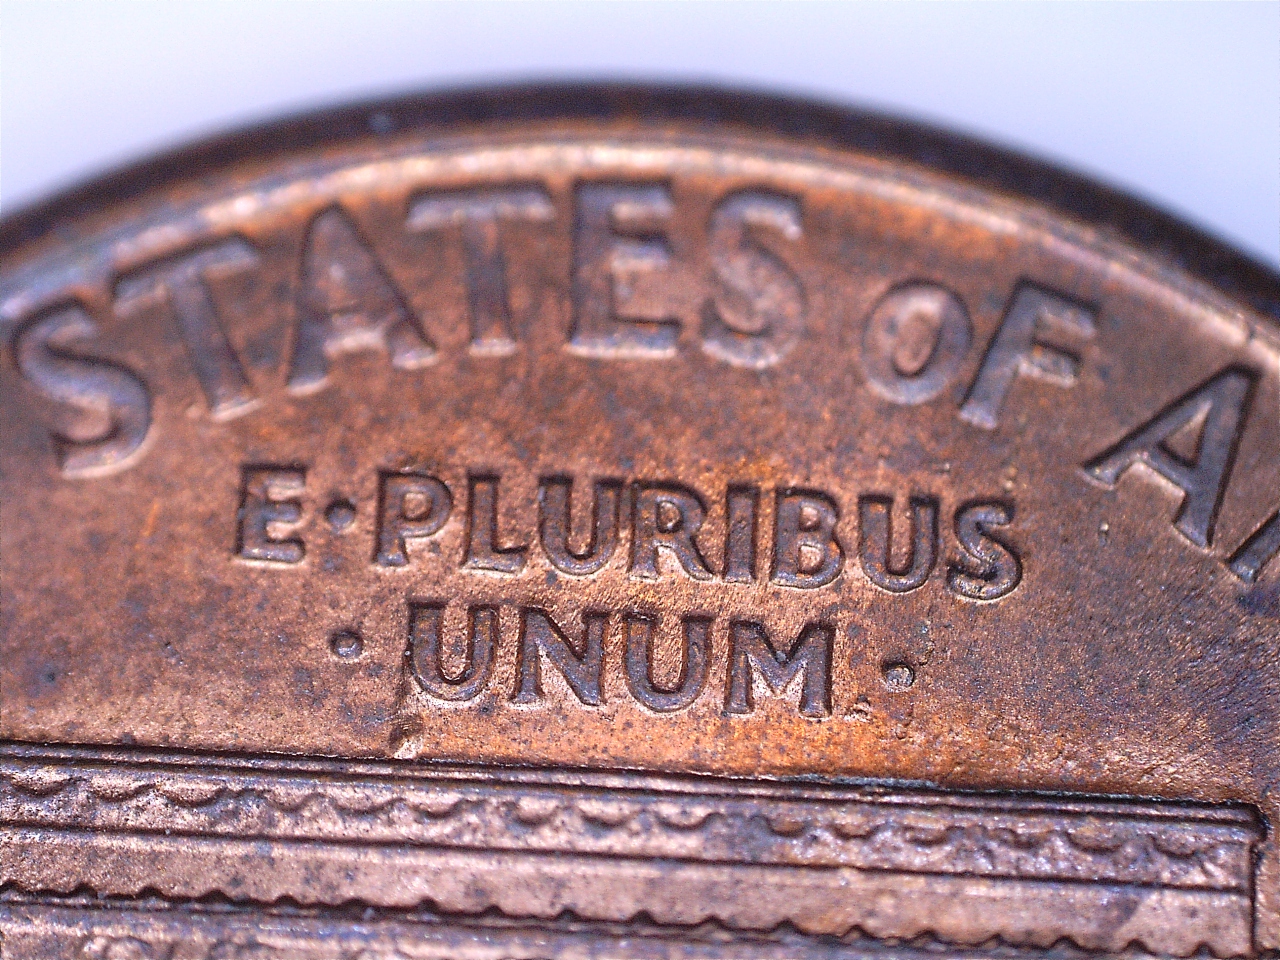 STATES OF A
E·PLURIBUS
·UNUM·